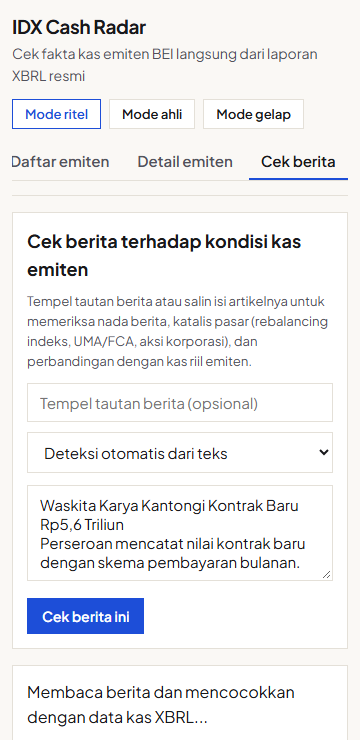 IDX Cash Radar
Cek fakta kas emiten BEI langsung dari laporan
XBRL resmi
Mode ritel
Mode ahli
Mode gelap
Daftar emiten
Detail emiten
Cek berita
Cek berita terhadap kondisi kas
emiten
Tempel tautan berita atau salin isi artikelnya untuk
memeriksa nada berita, katalis pasar (rebalancing
indeks, UMA/FCA, aksi korporasi), dan
perbandingan dengan kas riil emiten.
Tempel tautan berita (opsional)
Deteksi otomatis dari teks
Waskita Karya Kantongi Kontrak Baru
Rp5,6 Triliun
Perseroan mencatat nilai kontrak baru
dengan skema pembayaran bulanan.
Cek berita ini
Membaca berita dan mencocokkan
dengan data kas XBRL...